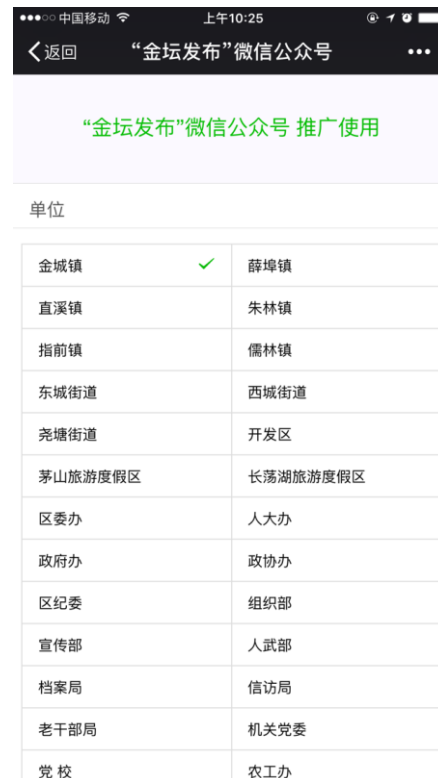 中国移动 上午10:25
返回 “金坛发布”微信公众号
“金坛发布”微信公众号 推广使用
单位
金城镇 薛埠镇
直溪镇 朱林镇
指前镇 儒林镇
东城街道 西城街道
尧塘街道 开发区
茅山旅游度假区 长荡湖旅游度假区
区委办 人大办
政府办 政协办
区纪委 组织部
宣传部 人武部
档案局 信访局
老干部局 机关党委
党 校 农工办